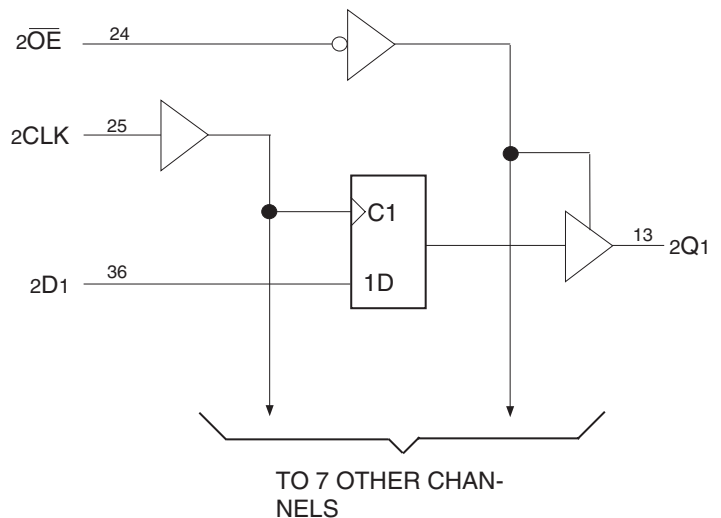 2OE 24
2CLK 25
C1
2D1 36
1D
13 2Q1
TO 7 OTHER CHAN-
NELS